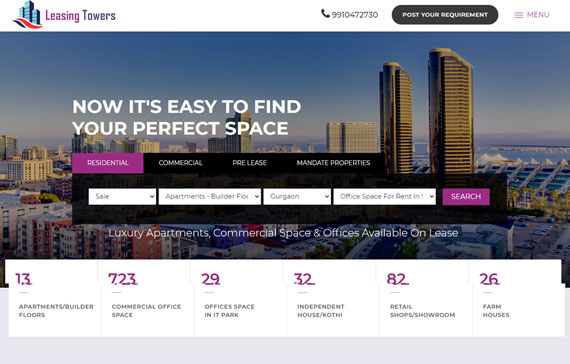 Leasing Towers
9910472730
POST YOUR REQUIREMENT
MENU
NOW IT'S EASY TO FIND
YOUR PERFECT SPACE
RESIDENTIAL
COMMERCIAL
PRE LEASE
MANDATE PROPERTIES
Sale
Apartments - Builder Floo
Gurgaon
Office Space For Rent In S
SEARCH
Luxury Apartments, Commercial Space & Offices Available On Lease
13
723
29
32
82
26
APARTMENTS/BUILDER
FLOORS
COMMERCIAL OFFICE
SPACE
OFFICES SPACE
IN IT PARK
INDEPENDENT
HOUSE/KOTHI
RETAIL
SHOPS/SHOWROOM
FARM
HOUSES